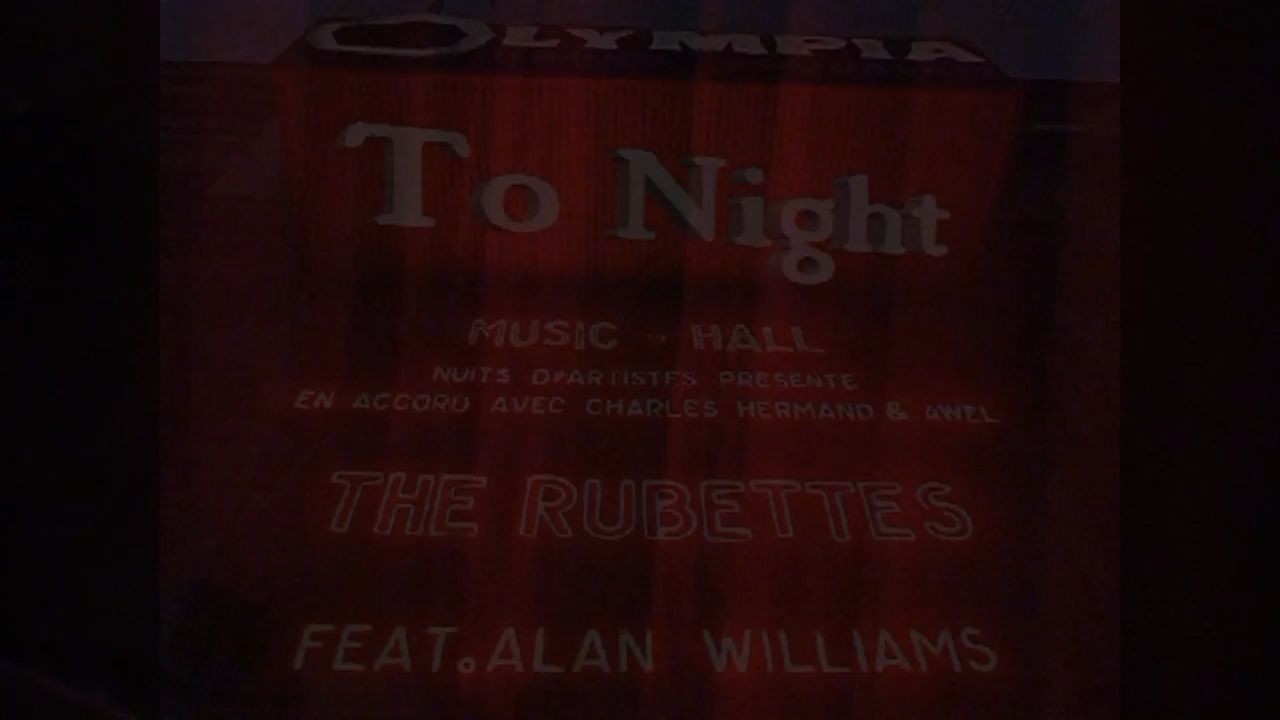 OLYMPIA
To Night
MUSIC - HALL
NUITS D'ARTISTES PRESENTE
EN ACCORD AVEC CHARLES HERMAND & AWEL
THE RUBETTES
FEAT. ALAN WILLIAMS